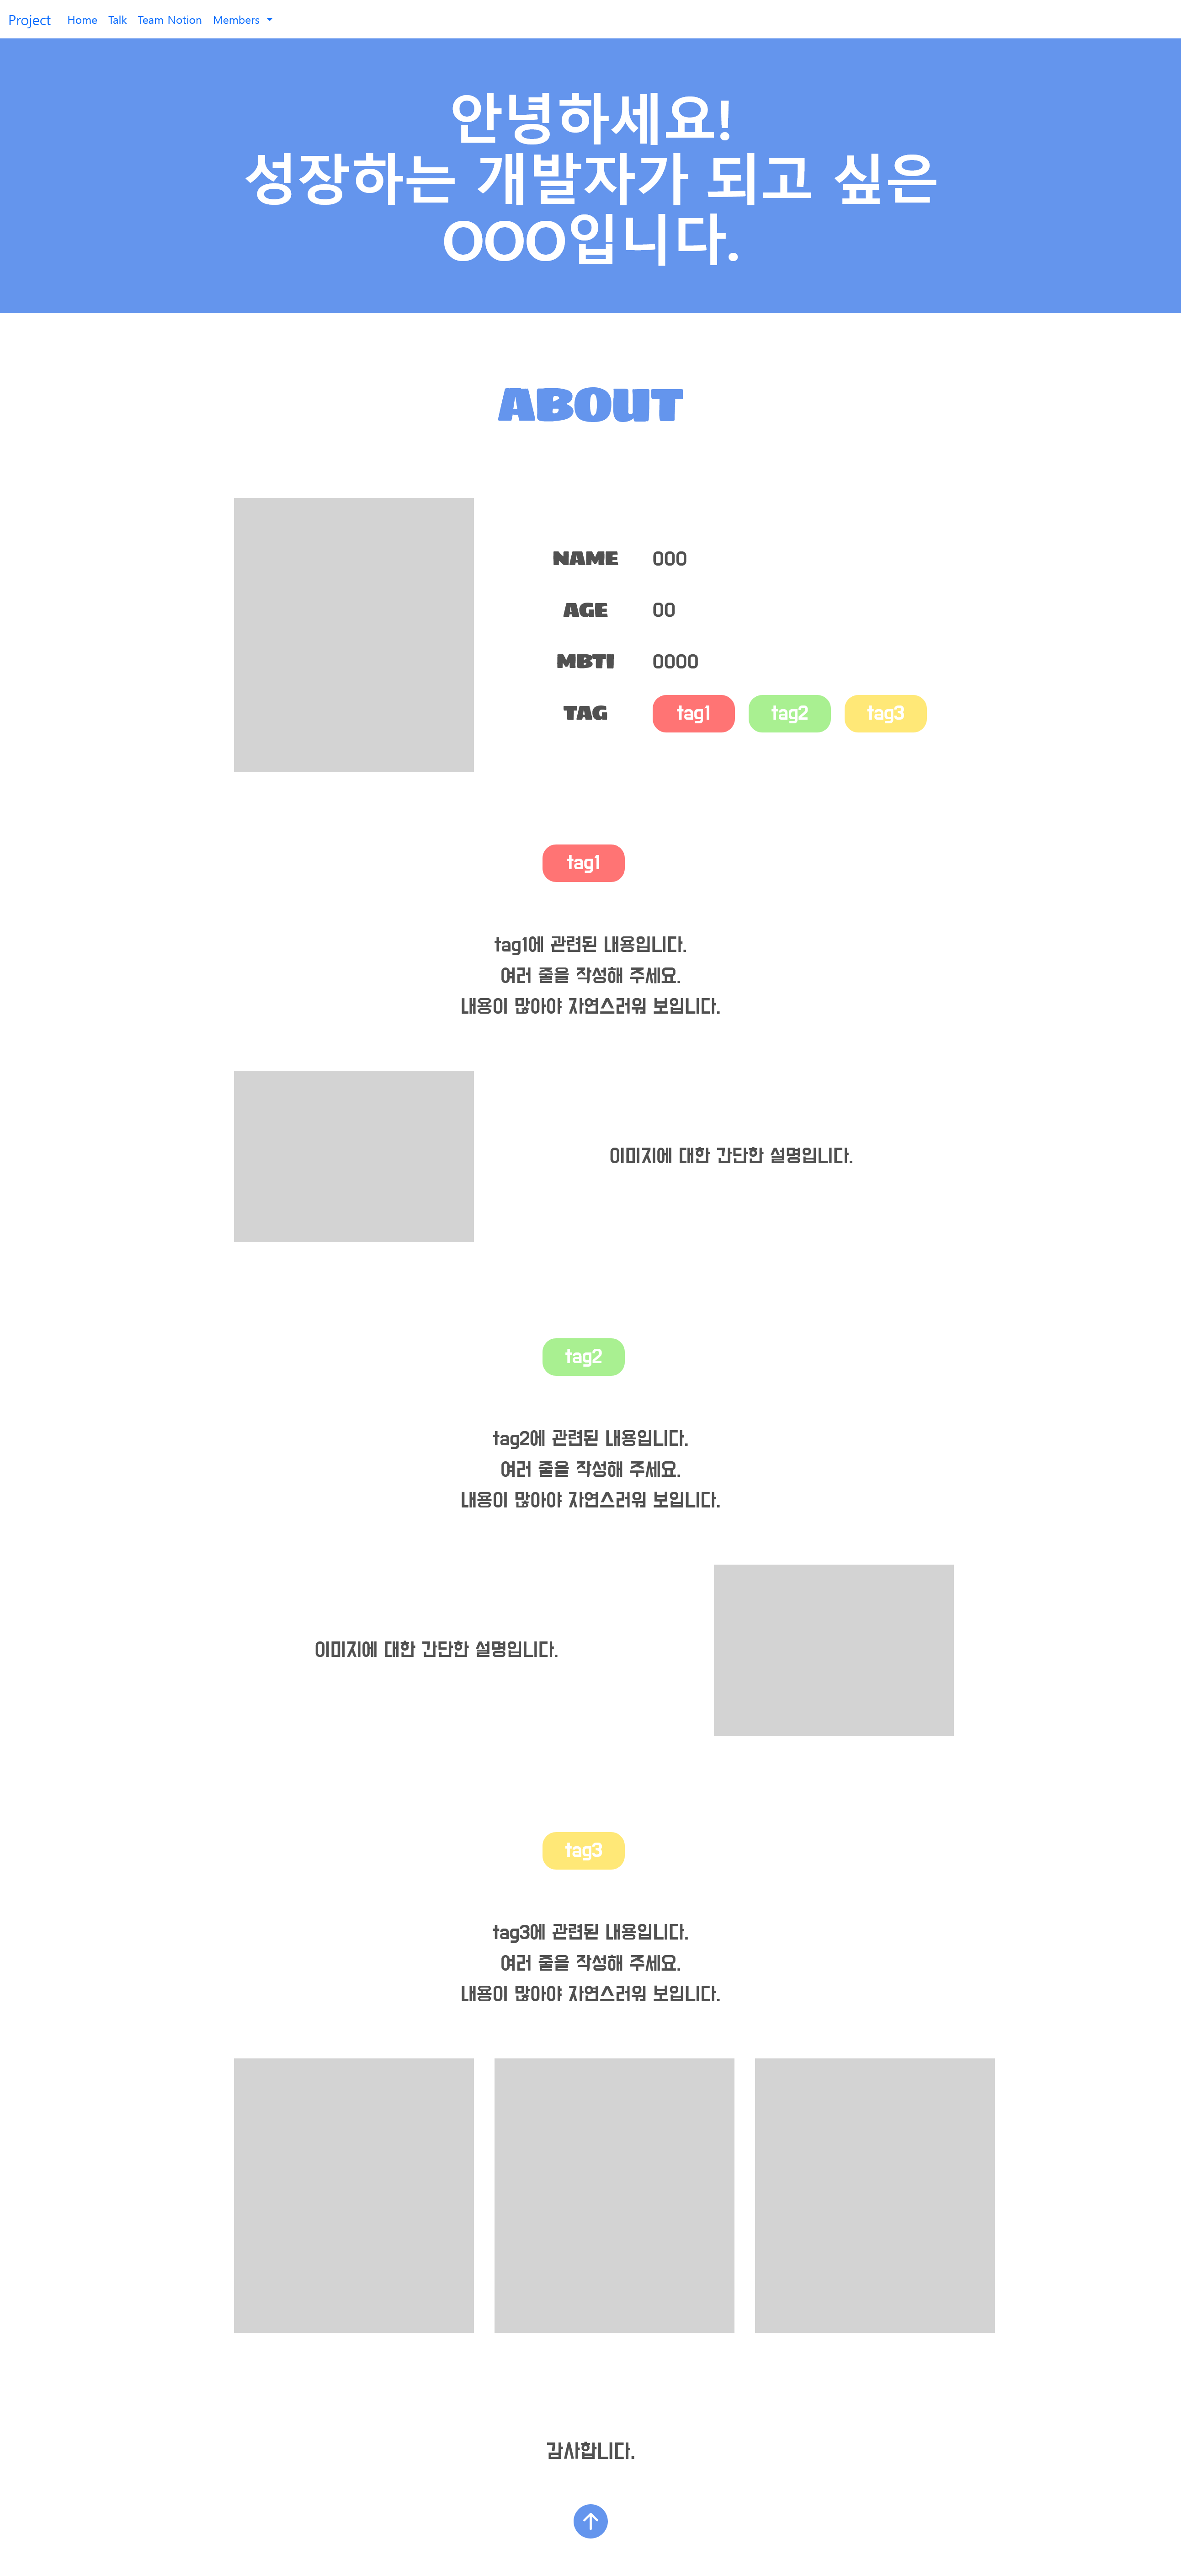 Project Home Talk Team Notion Members
안녕하세요!
성장하는 개발자가 되고 싶은
OOO입니다.
ABOUT
NAME OOO
AGE OO
MBTI OOOO
TAG tag1 tag2 tag3
tag1
tag1에 관련된 내용입니다.
여러 줄을 작성해 주세요.
내용이 많아야 자연스러워 보입니다.
이미지에 대한 간단한 설명입니다.
tag2
tag2에 관련된 내용입니다.
여러 줄을 작성해 주세요.
내용이 많아야 자연스러워 보입니다.
이미지에 대한 간단한 설명입니다.
tag3
tag3에 관련된 내용입니다.
여러 줄을 작성해 주세요.
내용이 많아야 자연스러워 보입니다.
감사합니다.